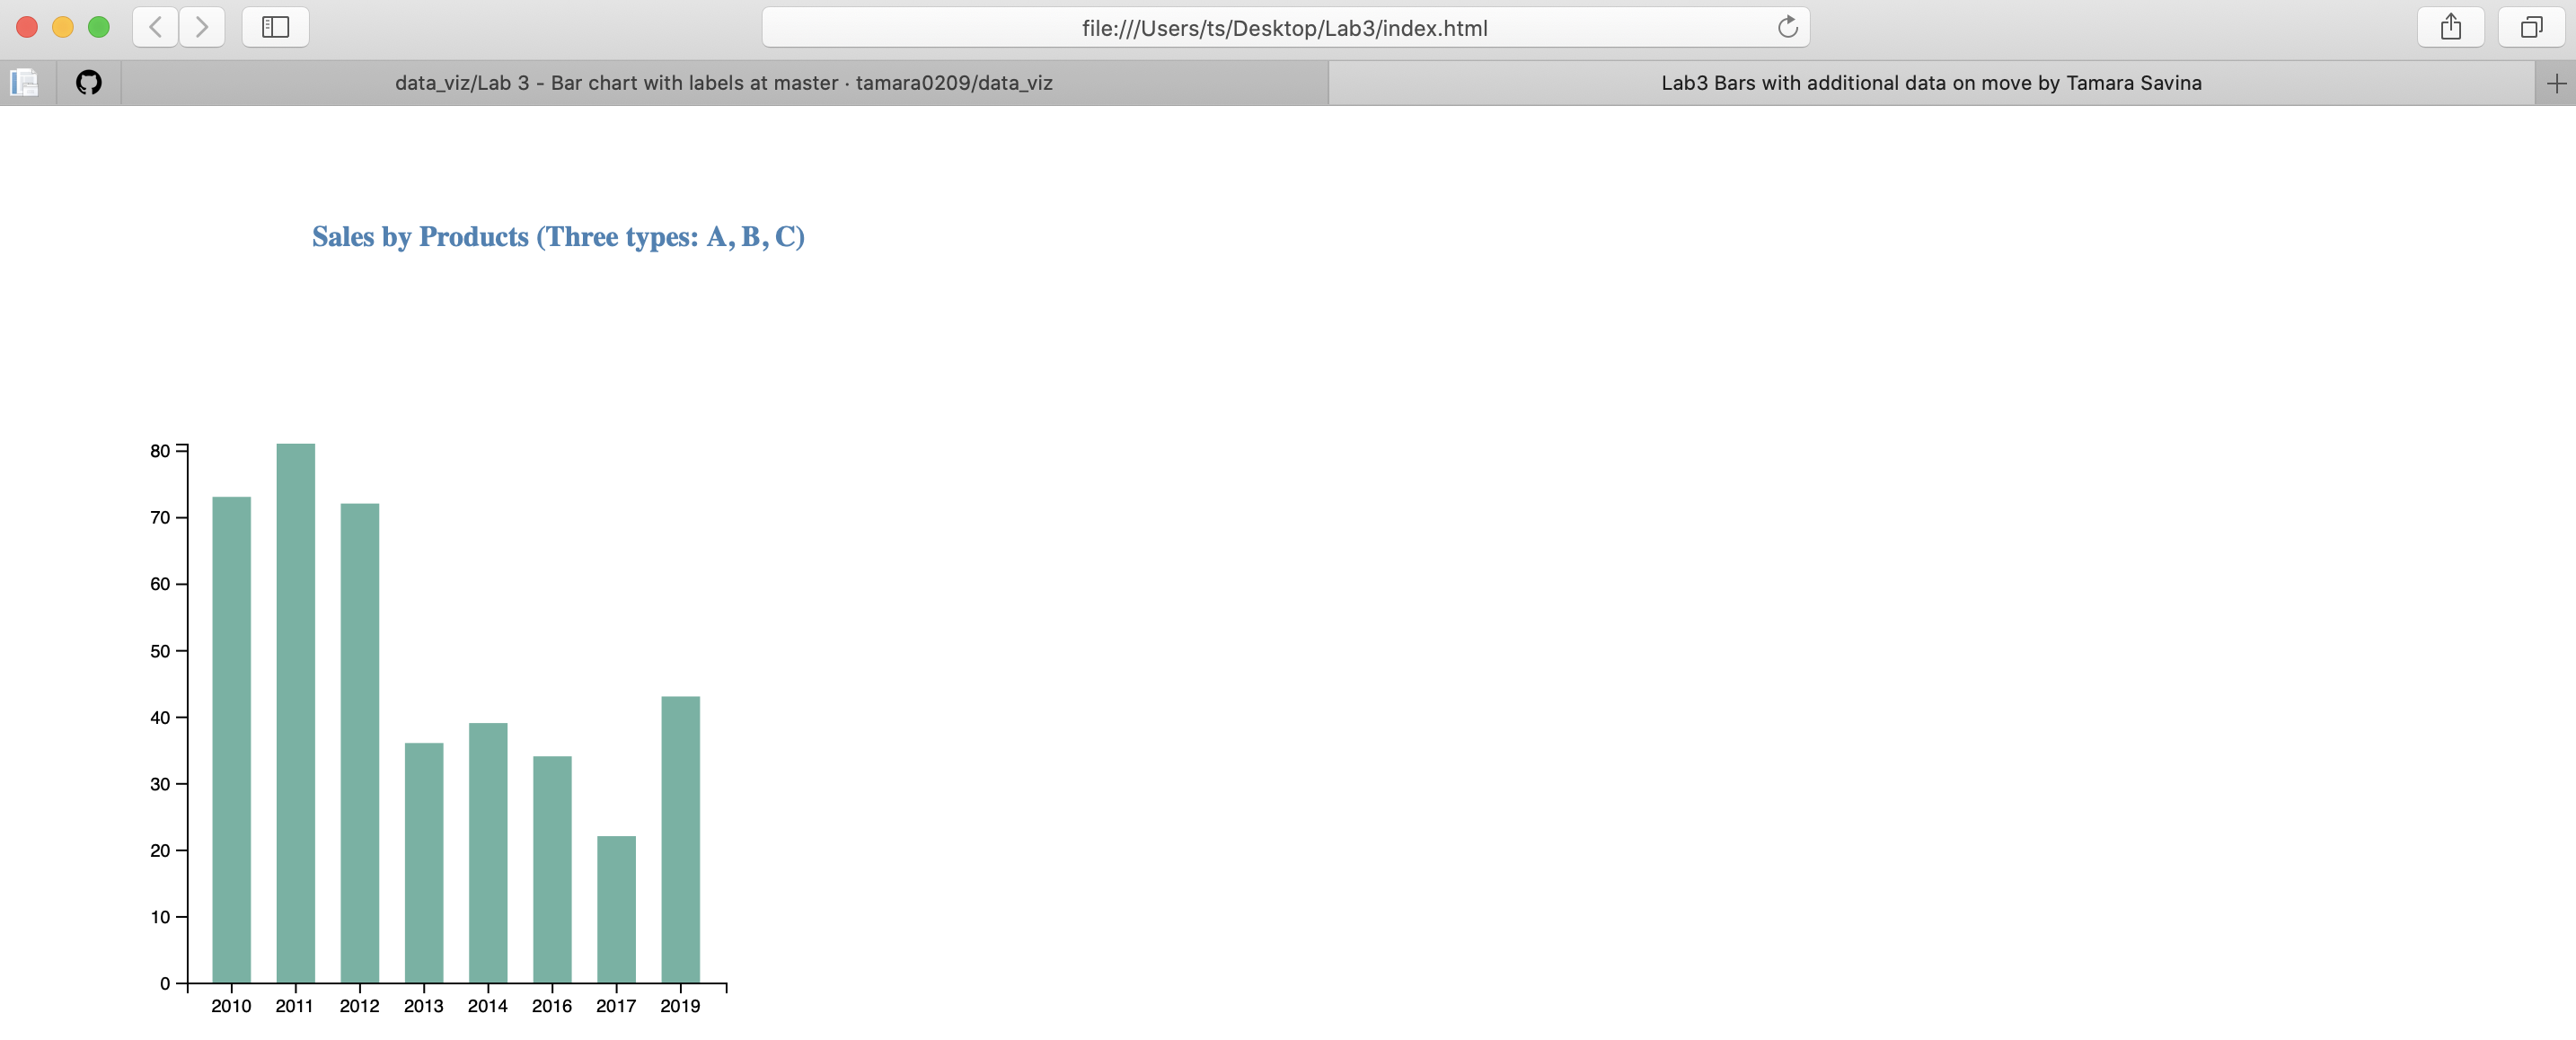 file:///Users/ts/Desktop/Lab3/index.html
data_viz/Lab 3 - Bar chart with labels at master · tamara0209/data_viz
Lab3 Bars with additional data on move by Tamara Savina
Sales by Products (Three types: A, B, C)
80
70
60
50
40
30
20
10
0
2010 2011 2012 2013 2014 2016 2017 2019